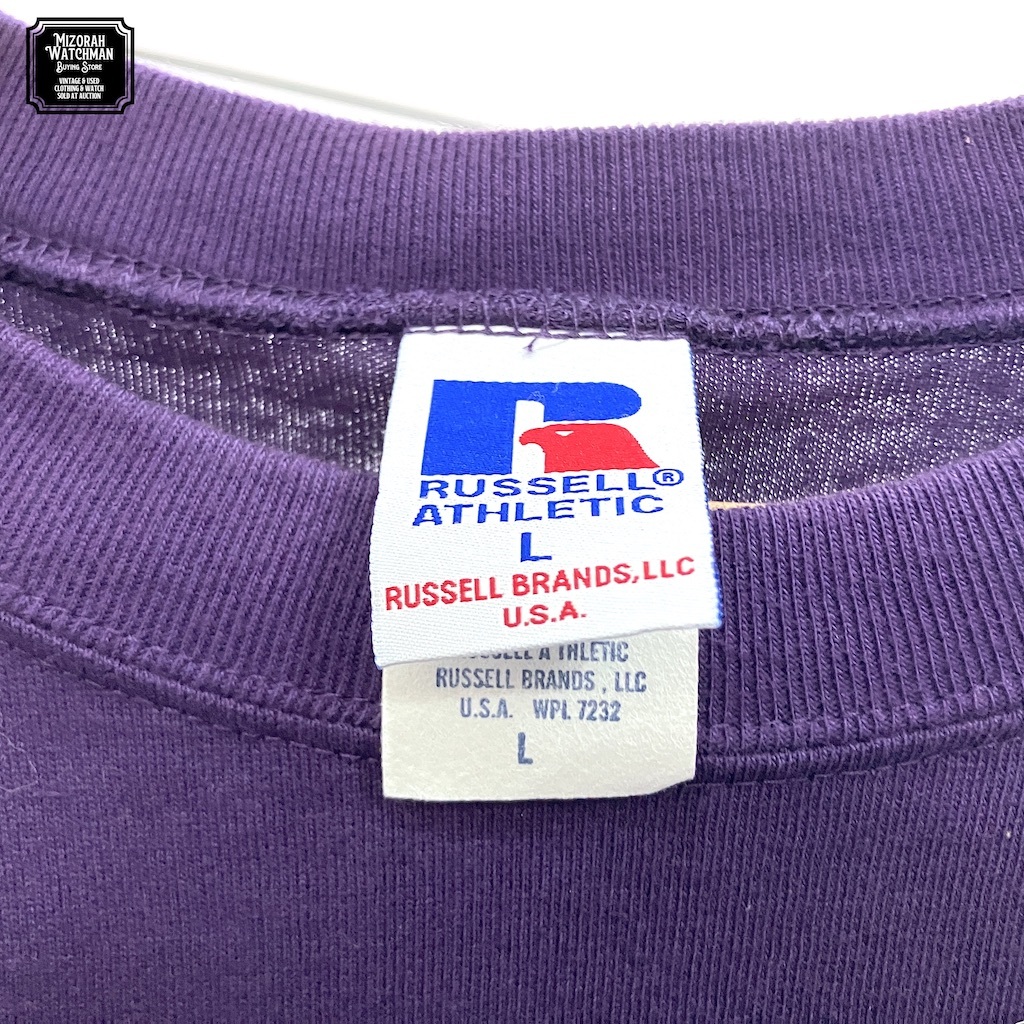 MIZORAH
WATCHMAN
BUYING STORE
VINTAGE & USED
CLOTHING & WATCH
SOLD AT AUCTION
RUSSELL®
ATHLETIC
L
RUSSELL BRANDS, LLC
U.S.A.
RUSSELL ATHLETIC
RUSSELL BRANDS, LLC
U.S.A. WPL 7232
L